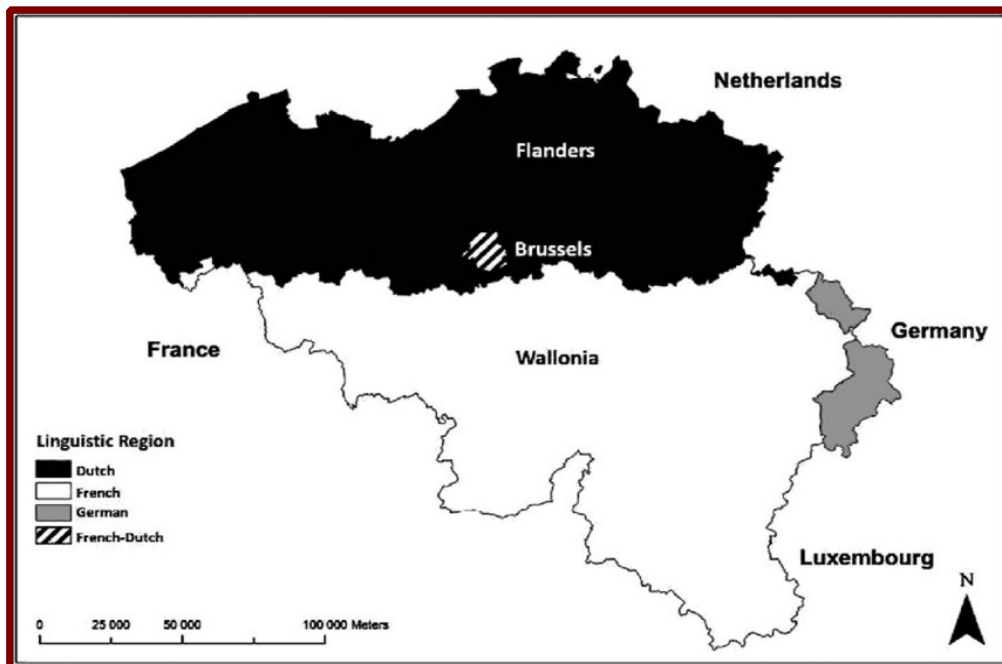 Netherlands
Flanders
Brussels
Germany
France
Wallonia
Linguistic Region
Dutch
French
German
French-Dutch
Luxembourg
N
0 25 000 50 000 100 000 Meters